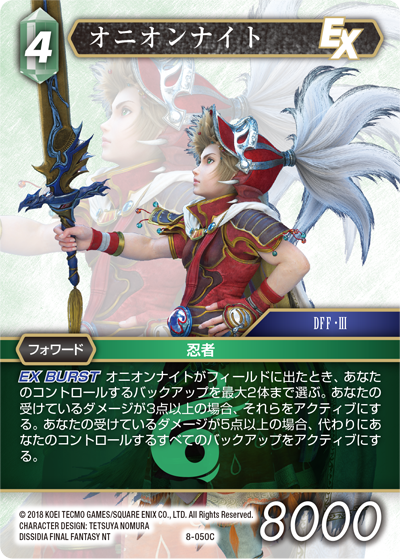 4
オニオンナイト
EX
DFF・III
フォワード
忍者
EX BURST オニオンナイトがフィールドに出たとき、あなた
のコントロールするバックアップを最大2体まで選ぶ。あなたの
受けているダメージが3点以上の場合、それらをアクティブにす
る。あなたの受けているダメージが5点以上の場合、代わりにあ
なたのコントロールするすべてのバックアップをアクティブにす
る。
© 2018 KOEI TECMO GAMES/SQUARE ENIX CO., LTD. All Rights Reserved.
CHARACTER DESIGN: TETSUYA NOMURA
DISSIDIA FINAL FANTASY NT
8-050C
8000